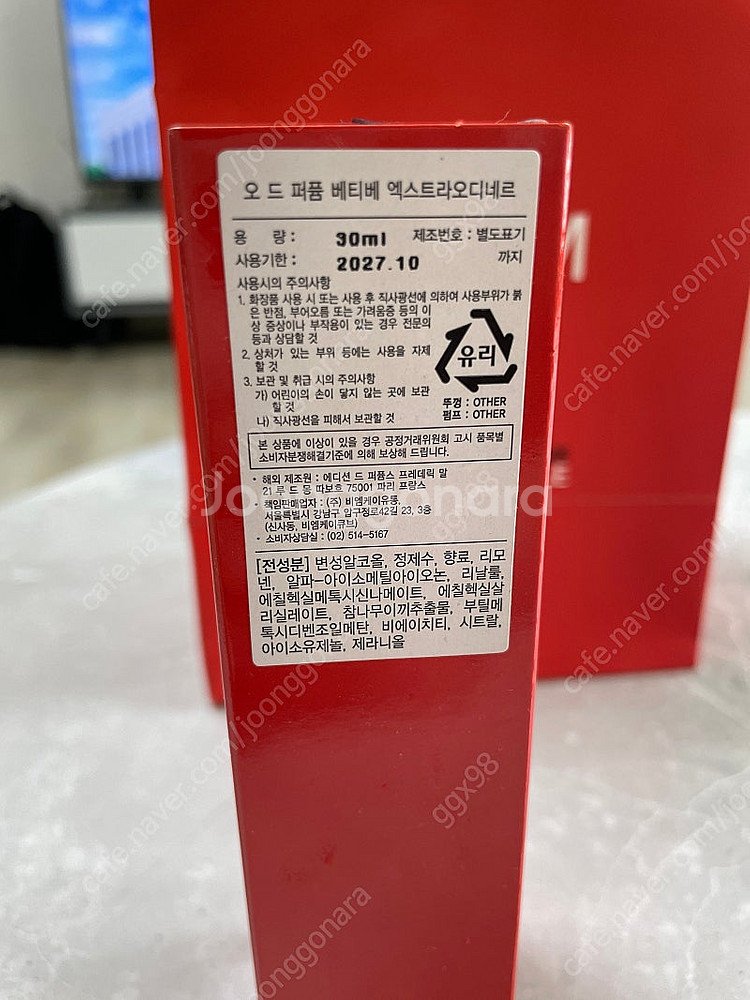 오 드 퍼퓸 베티베 엑스트라오디네르
용 량 : 30ml 제조번호 : 별도표기
사용기한 : 2027.10 까지
사용시의 주의사항
1. 화장품 사용 시 또는 사용 후 직사광선에 의하여 사용부위가 붉
은 반점, 부어오름 또는 가려움증 등의 이
상 증상이나 부작용이 있는 경우 전문의
등과 상담할 것
2. 상처가 있는 부위 등에는 사용을 자제
할 것
3. 보관 및 취급 시의 주의사항
가) 어린이의 손이 닿지 않는 곳에 보관
할 것
나) 직사광선을 피해서 보관할 것
유리
뚜껑 : OTHER
펌프 : OTHER
본 상품에 이상이 있을 경우 공정거래위원회 고시 품목별
소비자분쟁해결기준에 의해 보상해 드립니다.
• 해외 제조원 : 에디션 드 퍼퓸스 프레데릭 말
21 루 드 몽 따보흐 75001 파리 프랑스
• 책임판매업자 : (주) 비엠케이유통,
서울특별시 강남구 압구정로42길 23, 3층
(신사동, 비엠케이큐브)
• 소비자상담실 : (02) 514-5167
[전성분] 변성알코올, 정제수, 향료, 리모
넨, 알파-아이소메틸아이오논, 리날룰,
에칠헥실메톡시신나메이트, 에칠헥실살
리실레이트, 참나무이끼추출물, 부틸메
톡시디벤조일메탄, 비에이치티, 시트랄,
아이소유제놀, 제라니올
M
E
Joonggonara
cafe.naver.com/joonggonara
ggx98